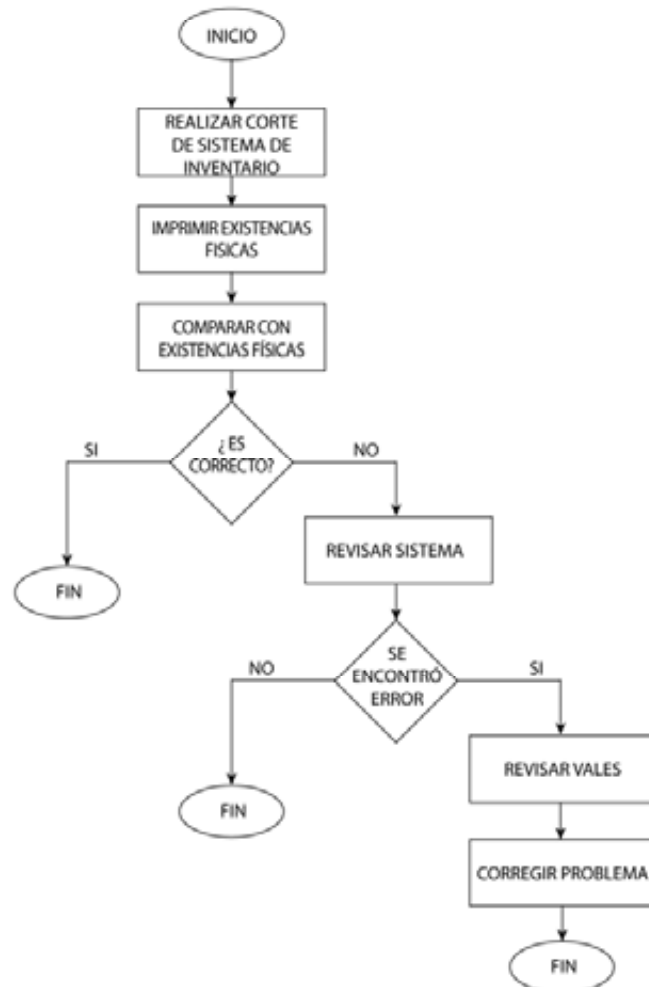 INICIO
REALIZAR CORTE
DE SISTEMA DE
INVENTARIO
IMPRIMIR EXISTENCIAS
FISICAS
COMPARAR CON
EXISTENCIAS FÍSICAS
¿ ES
CORRECTO?
SI
NO
FIN
REVISAR SISTEMA
SE
ENCONTRÓ
ERROR
NO
SI
FIN
REVISAR VALES
CORREGIR PROBLEMA
FIN